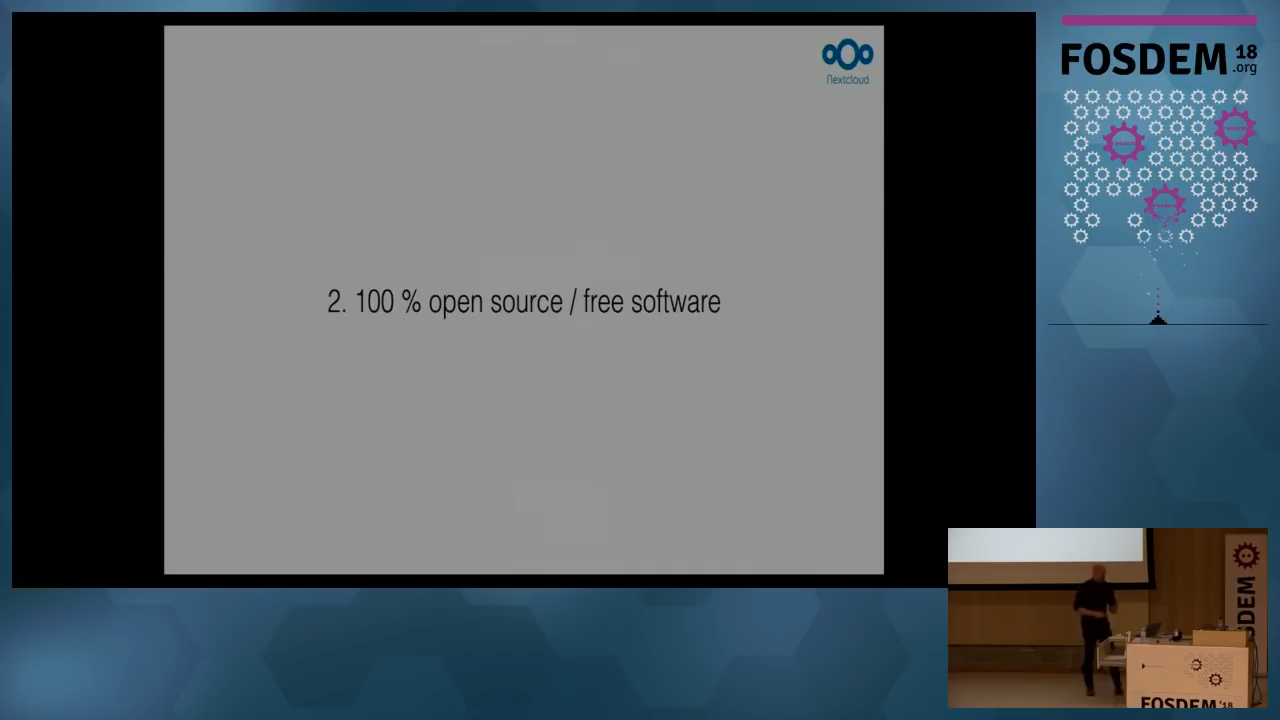 Nextcloud
2. 100 % open source / free software
FOSDEM 18
.org
FOSDEM
FOSDEM '18